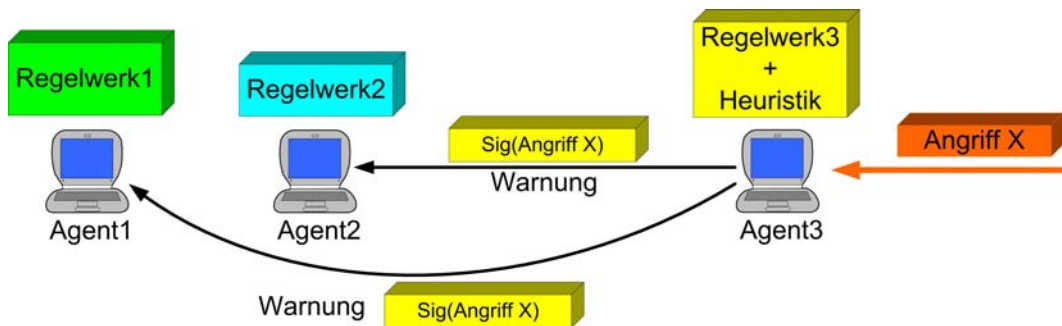 Regelwerk1
Regelwerk2
Regelwerk3
+
Heuristik
Sig(Angriff X)
Angriff X
Warnung
Agent1
Agent2
Agent3
Warnung
Sig(Angriff X)